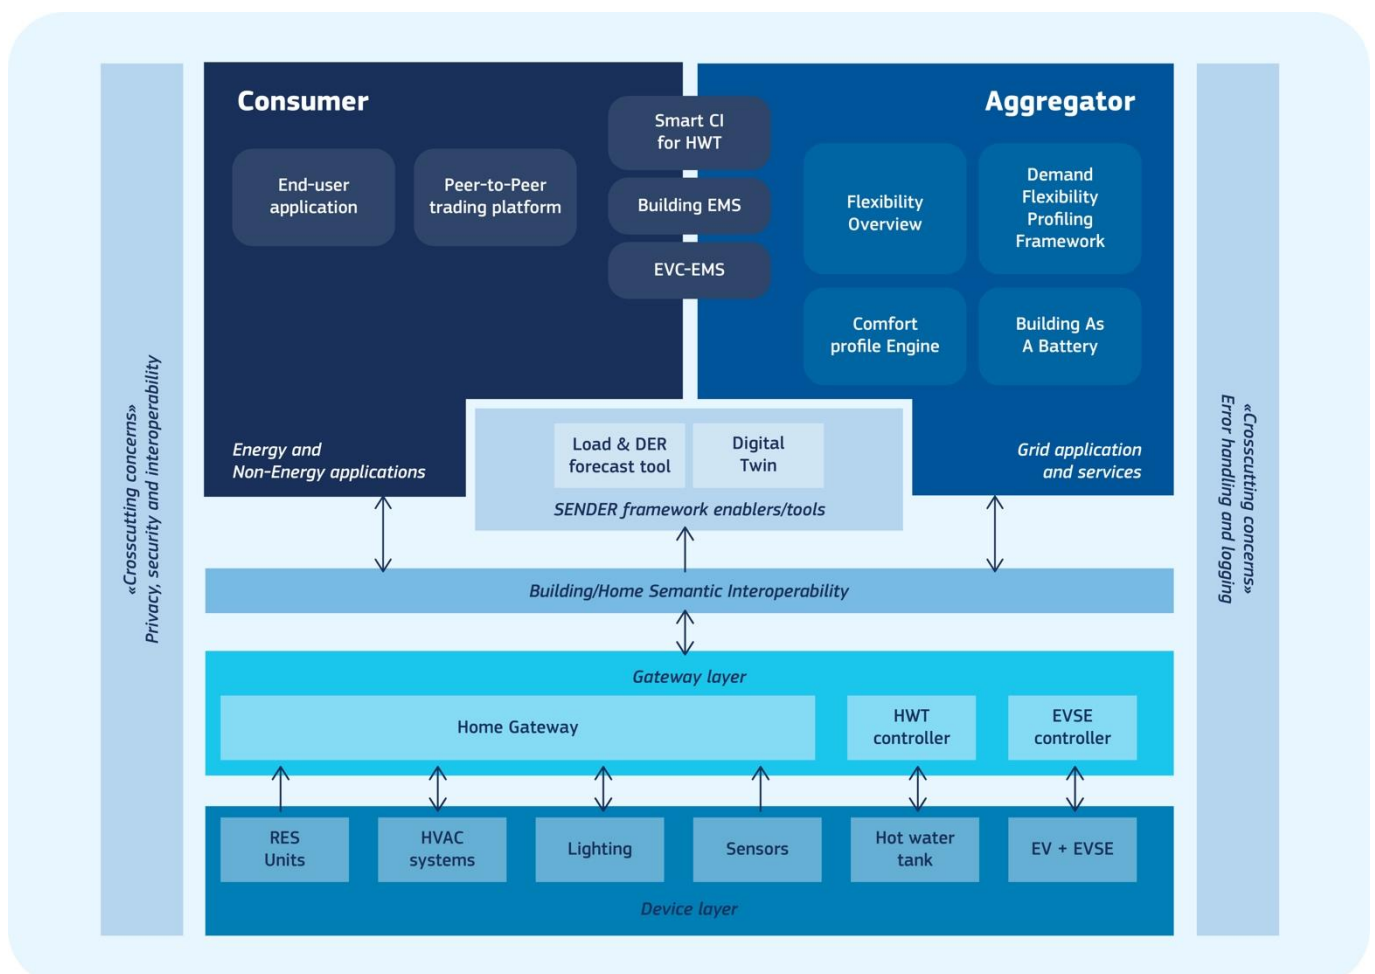 Consumer
Aggregator
Smart CI
for HWT
Building EMS
EVC-EMS
End-user
application
Peer-to-Peer
trading platform
Flexibility
Overview
Demand
Flexibility
Profiling
Framework
Comfort
profile Engine
Building As
A Battery
Energy and
Non-Energy applications
Load & DER
forecast tool
Digital
Twin
SENDER framework enablers/tools
Grid application
and services
«Crosscutting concerns»
Privacy, security and interoperability
«Crosscutting concerns»
Error handling and logging
Building/Home Semantic Interoperability
Gateway layer
Home Gateway
HWT
controller
EVSE
controller
RES
Units
HVAC
systems
Lighting
Sensors
Hot water
tank
EV + EVSE
Device layer